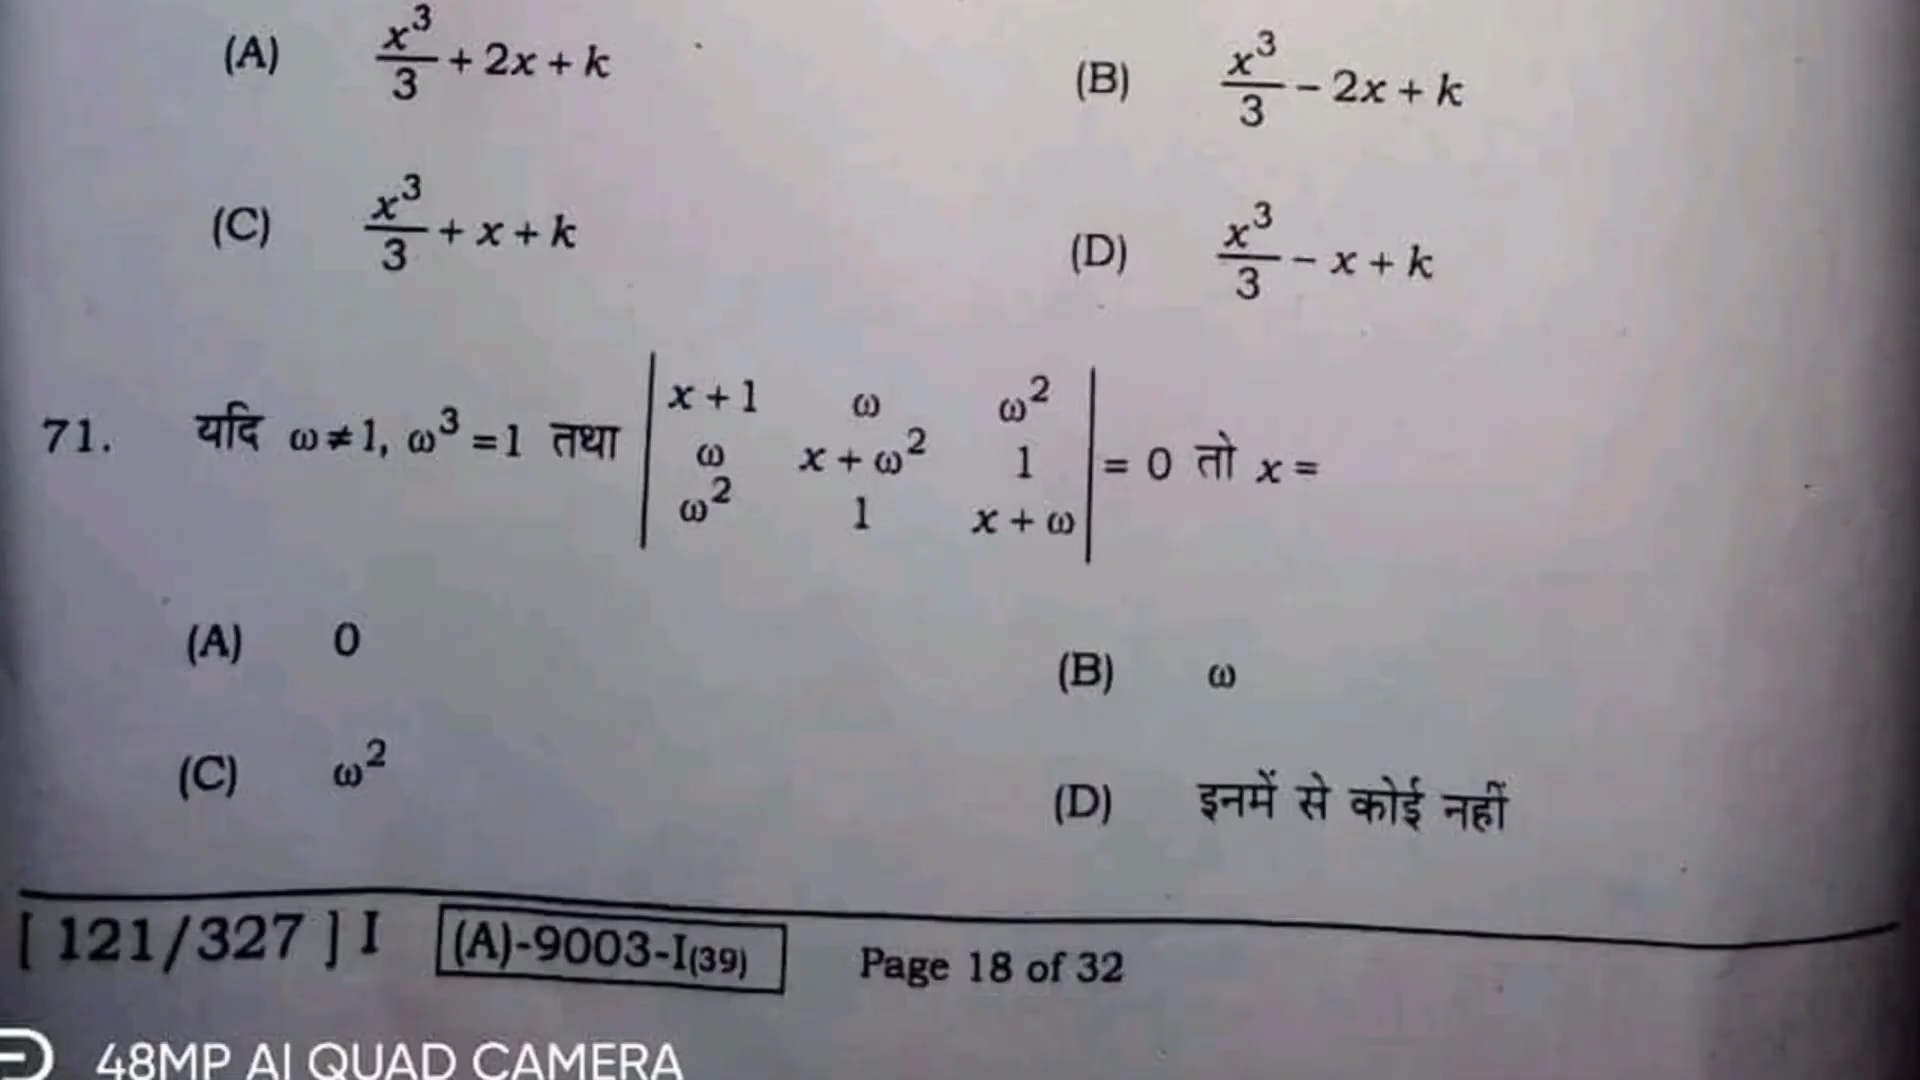 (A) x³/3 + 2x + k (B) x³/3 − 2x + k
(C) x³/3 + x + k (D) x³/3 − x + k
71. यदि ω ≠ 1, ω³ = 1 तथा | x + 1 ω ω² |
| ω x + ω² 1 | = 0 तो x =
| ω² 1 x + ω |
(A) 0 (B) ω
(C) ω² (D) इनमें से कोई नहीं
[ 121/327 ] I (A)-9003-I(39) Page 18 of 32
48MP AI QUAD CAMERA